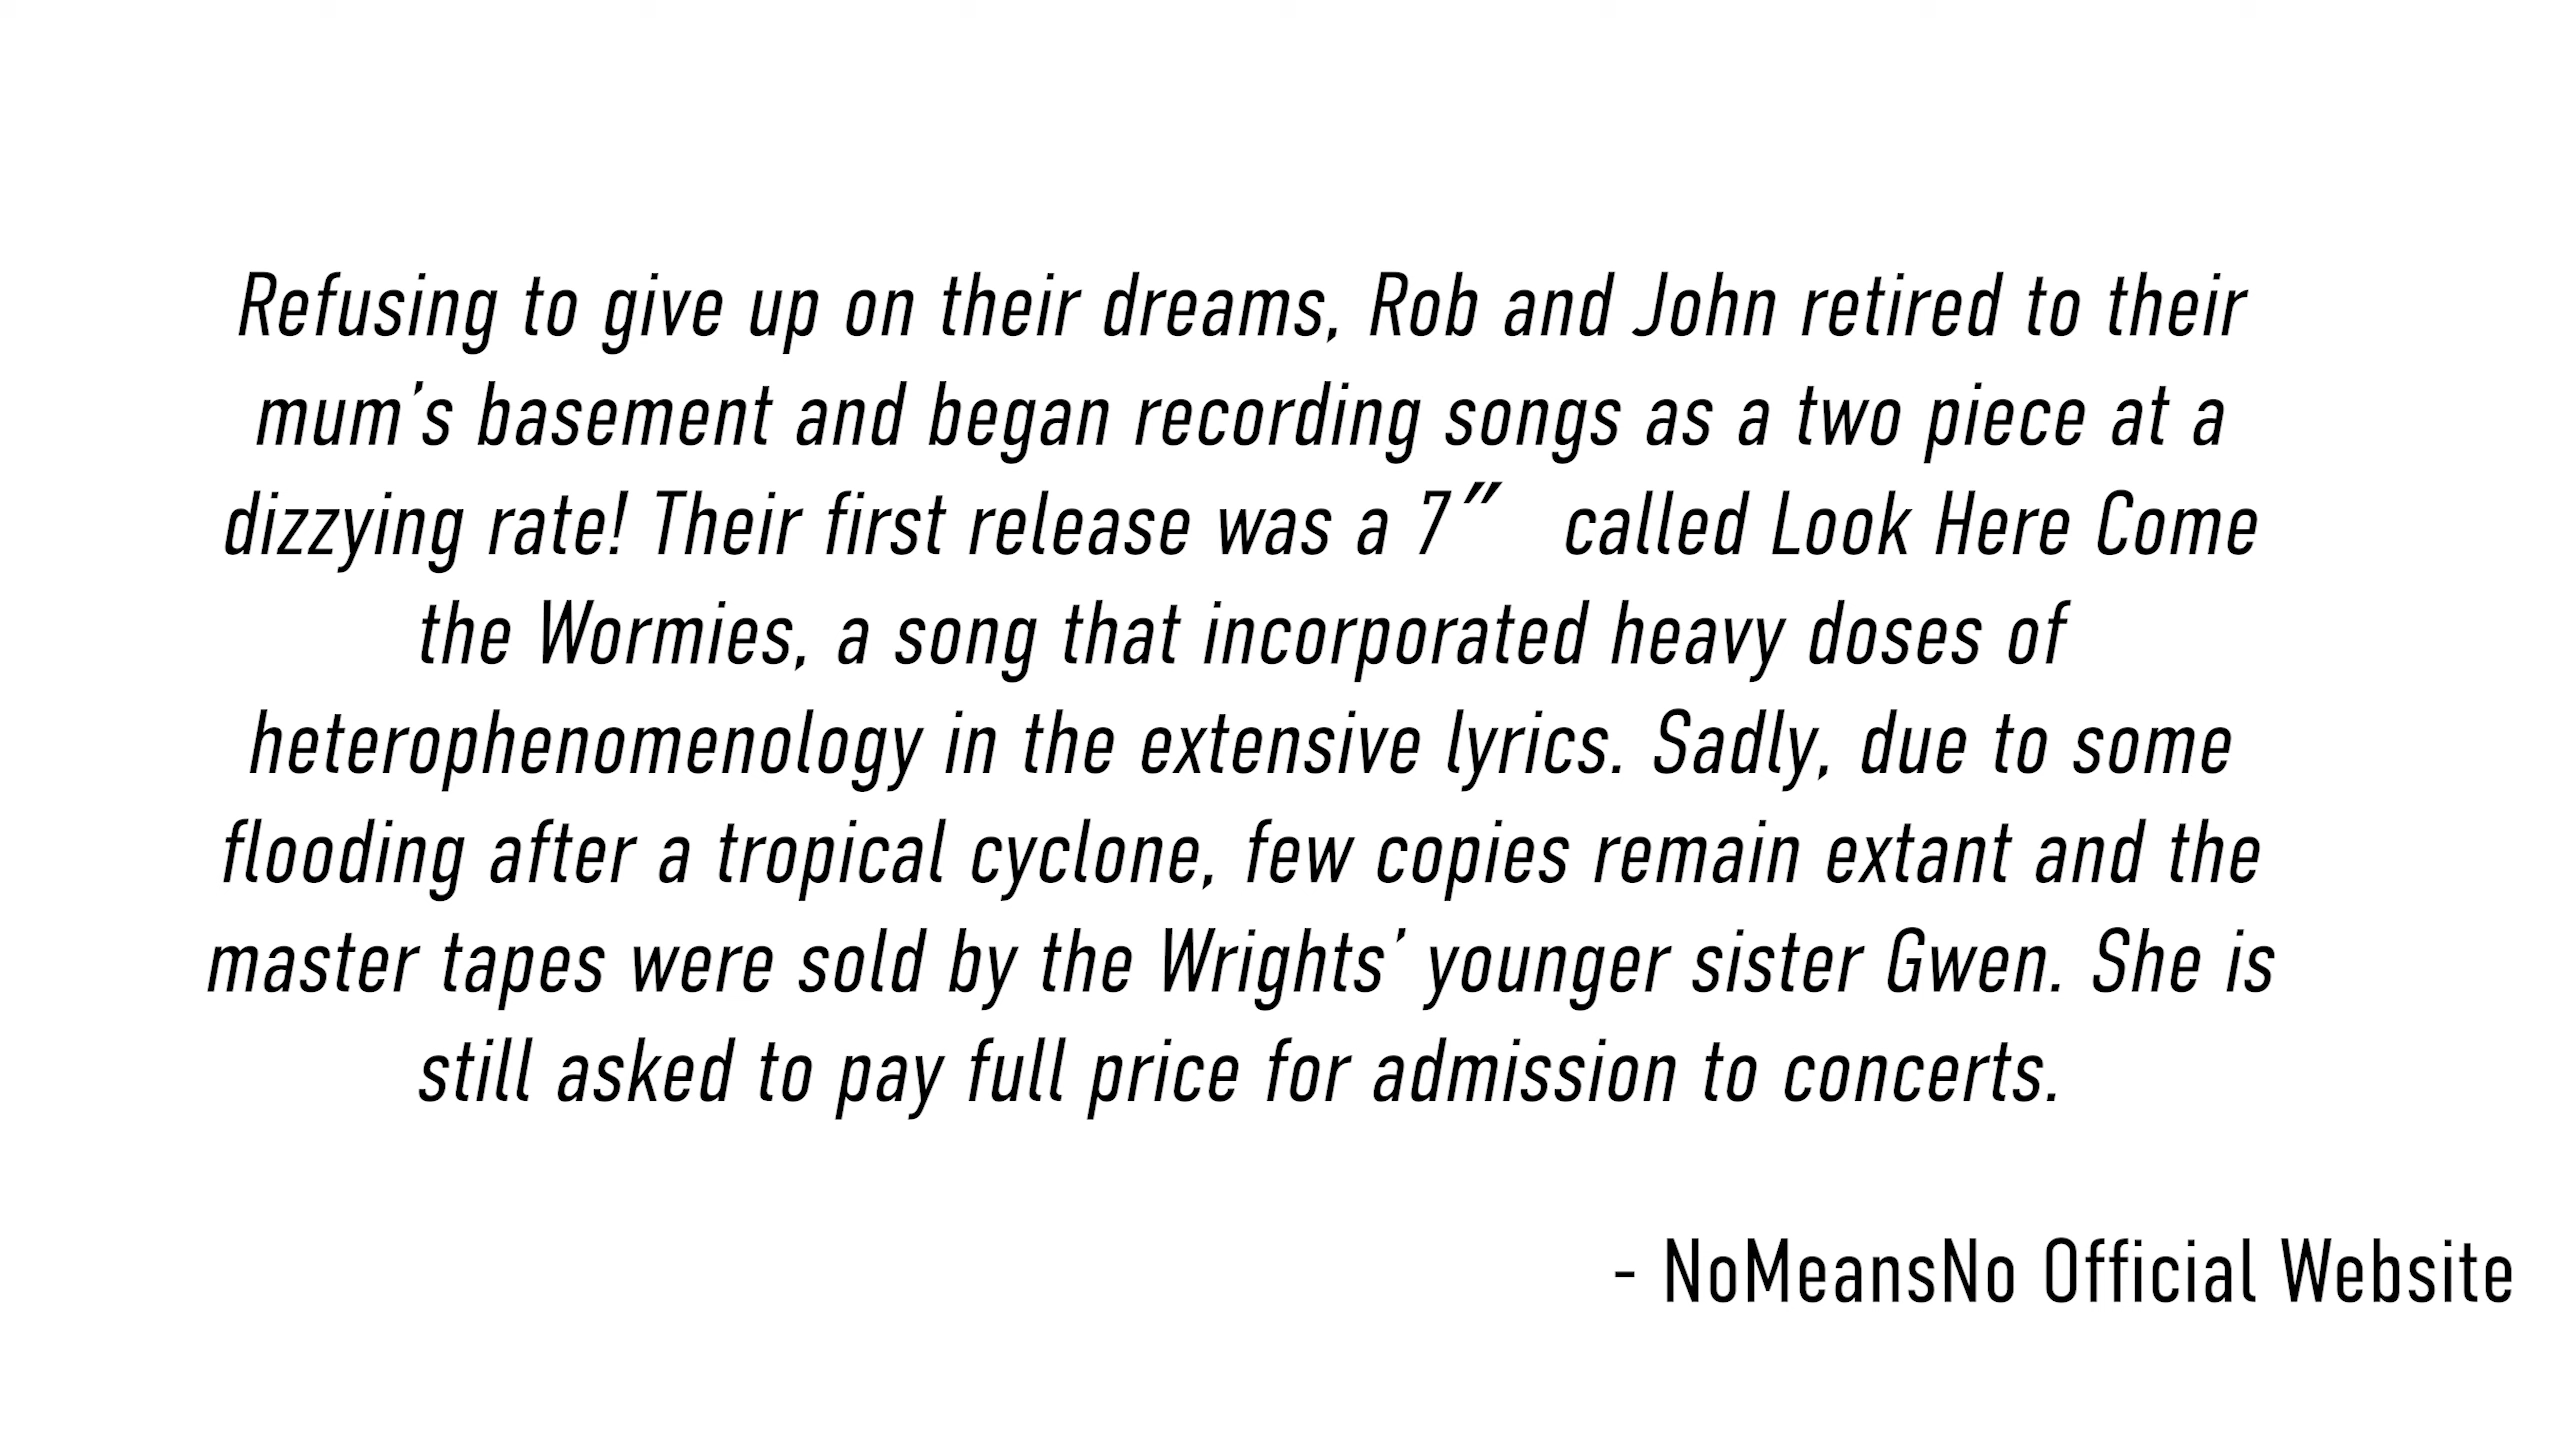 Refusing to give up on their dreams, Rob and John retired to their
mum’s basement and began recording songs as a two piece at a
dizzying rate! Their first release was a 7″ called Look Here Come
the Wormies, a song that incorporated heavy doses of
heterophenomenology in the extensive lyrics. Sadly, due to some
flooding after a tropical cyclone, few copies remain extant and the
master tapes were sold by the Wrights’ younger sister Gwen. She is
still asked to pay full price for admission to concerts.
- NoMeansNo Official Website